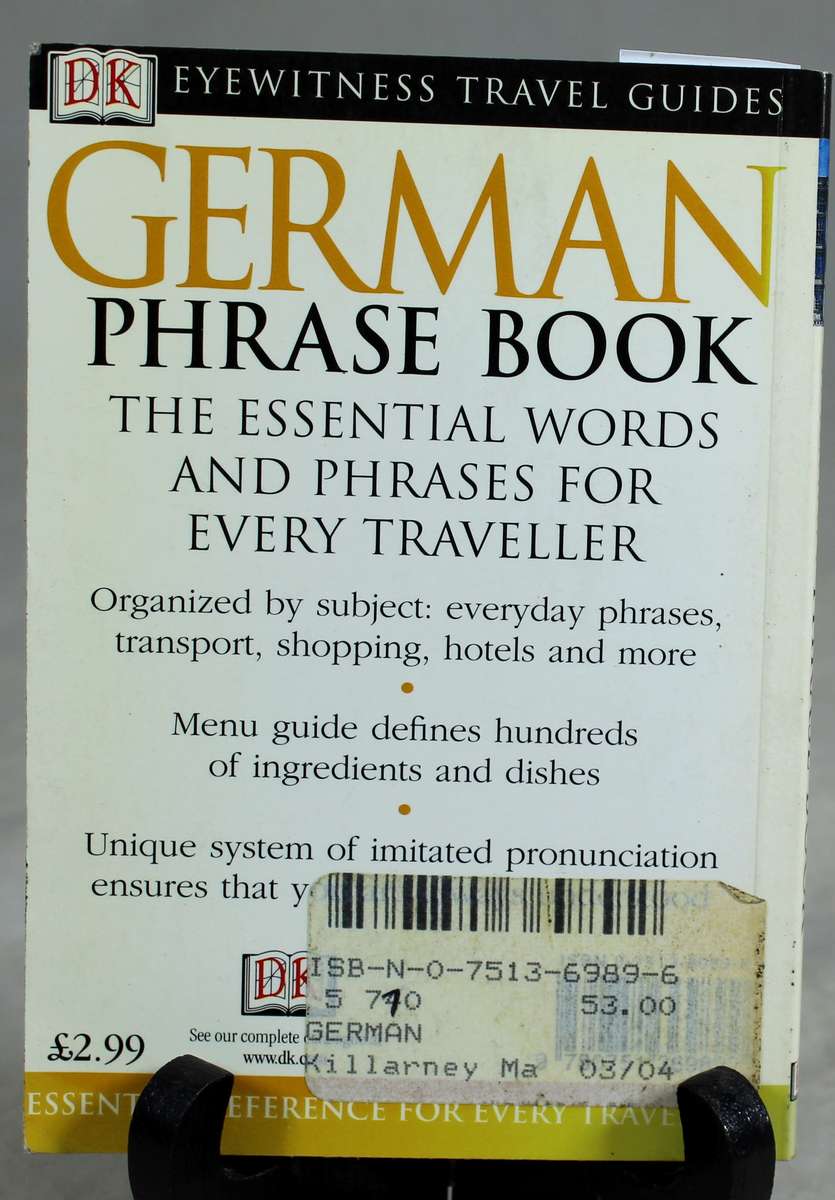 DK EYEWITNESS TRAVEL GUIDES
GERMAN
PHRASE BOOK
THE ESSENTIAL WORDS
AND PHRASES FOR
EVERY TRAVELLER
Organized by subject: everyday phrases,
transport, shopping, hotels and more
•
Menu guide defines hundreds
of ingredients and dishes
•
Unique system of imitated pronunciation
ensures that
ISB-N-0-7513-6989-6
5 740 53.00
GERMAN
Killarney Ma 03/04
DK
See our complete
www.dk.
£2.99
REFERENCE FOR EVERY